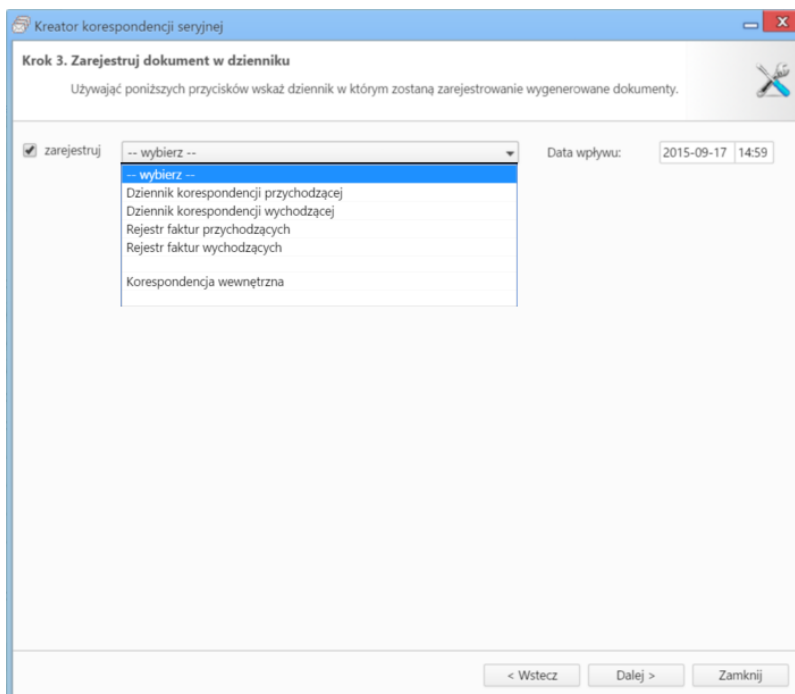 Kreator korespondencji seryjnej
Krok 3. Zarejestruj dokument w dzienniku
Używająć poniższych przycisków wskaż dziennik w którym zostaną zarejestrowanie wygenerowane dokumenty.
zarejestruj -- wybierz -- Data wpływu: 2015-09-17 14:59
-- wybierz --
Dziennik korespondencji przychodzącej
Dziennik korespondencji wychodzącej
Rejestr faktur przychodzących
Rejestr faktur wychodzących
Korespondencja wewnętrzna
< Wstecz Dalej > Zamknij